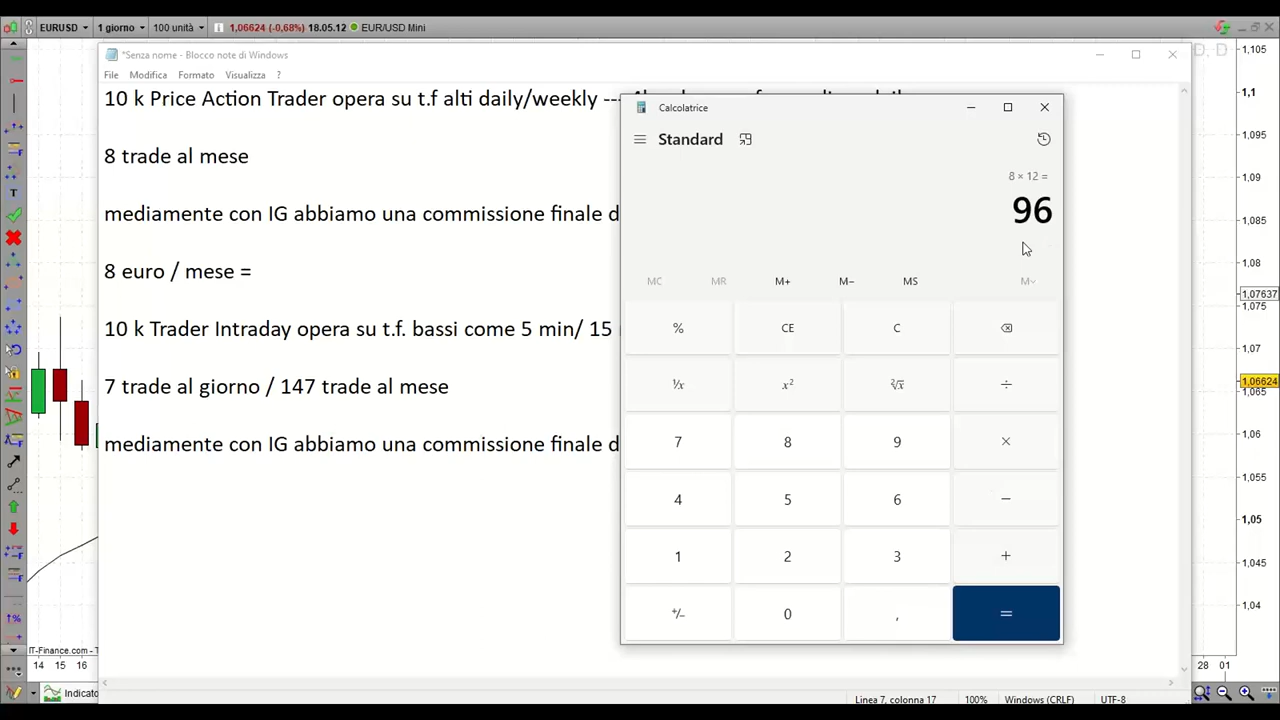 EURUSD 1 giorno 100 unità 1,06624 (-0,68%) 18.05.12 EUR/USD Mini
*Senza nome - Blocco note di Windows
File Modifica Formato Visualizza ?
10 k Price Action Trader opera su t.f alti daily/weekly ---
8 trade al mese
mediamente con IG abbiamo una commissione finale d
8 euro / mese =
10 k Trader Intraday opera su t.f. bassi come 5 min/ 15
7 trade al giorno / 147 trade al mese
mediamente con IG abbiamo una commissione finale d
Calcolatrice
Standard
8 × 12 =
96
MC MR M+ M− MS M
% CE C
¹/x x² ²√x ÷
7 8 9 ×
4 5 6 −
1 2 3 +
+/− 0 , =
1,105
1,1
1,095
1,09
1,085
1,08
1,07637
1,07
1,06624
1,065
1,06
1,055
1,05
1,045
1,04
IT-Finance.com - T
14 15 16 28 01
Indicato
Linea 7, colonna 17 100% Windows (CRLF) UTF-8